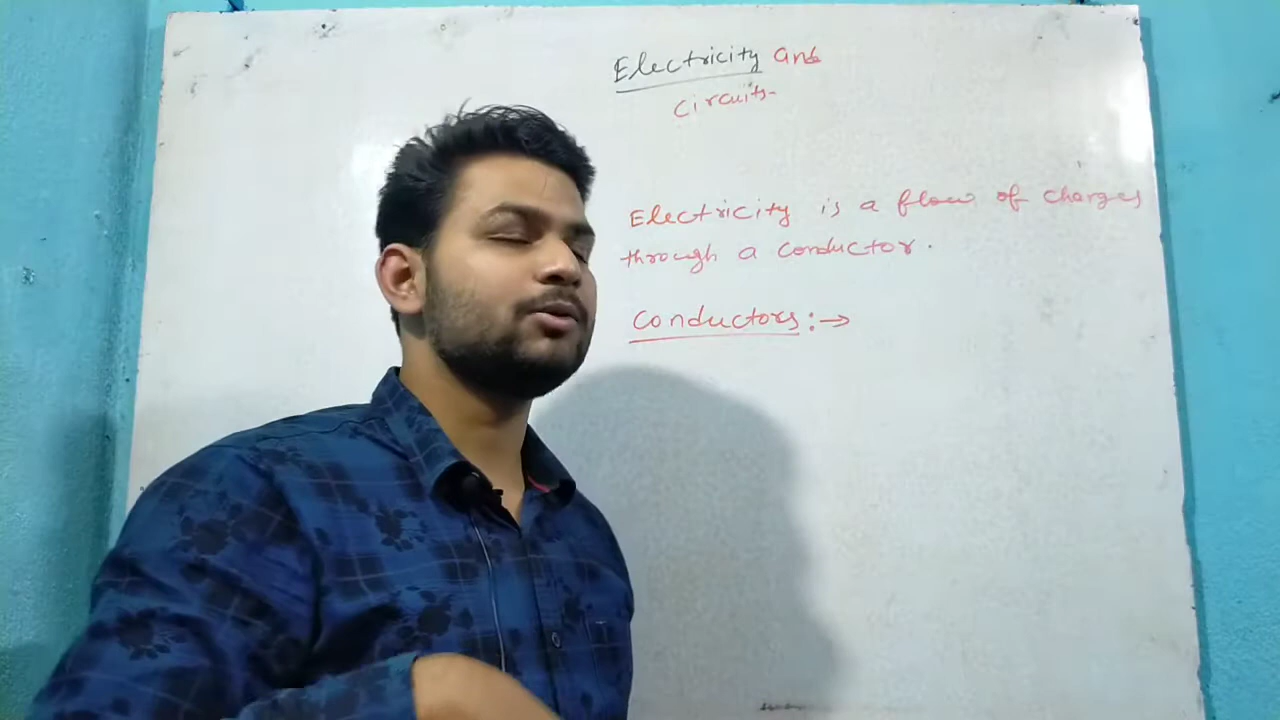 Electricity and
circuits-
Electricity is a flow of charges
through a conductor.
Conductors:→